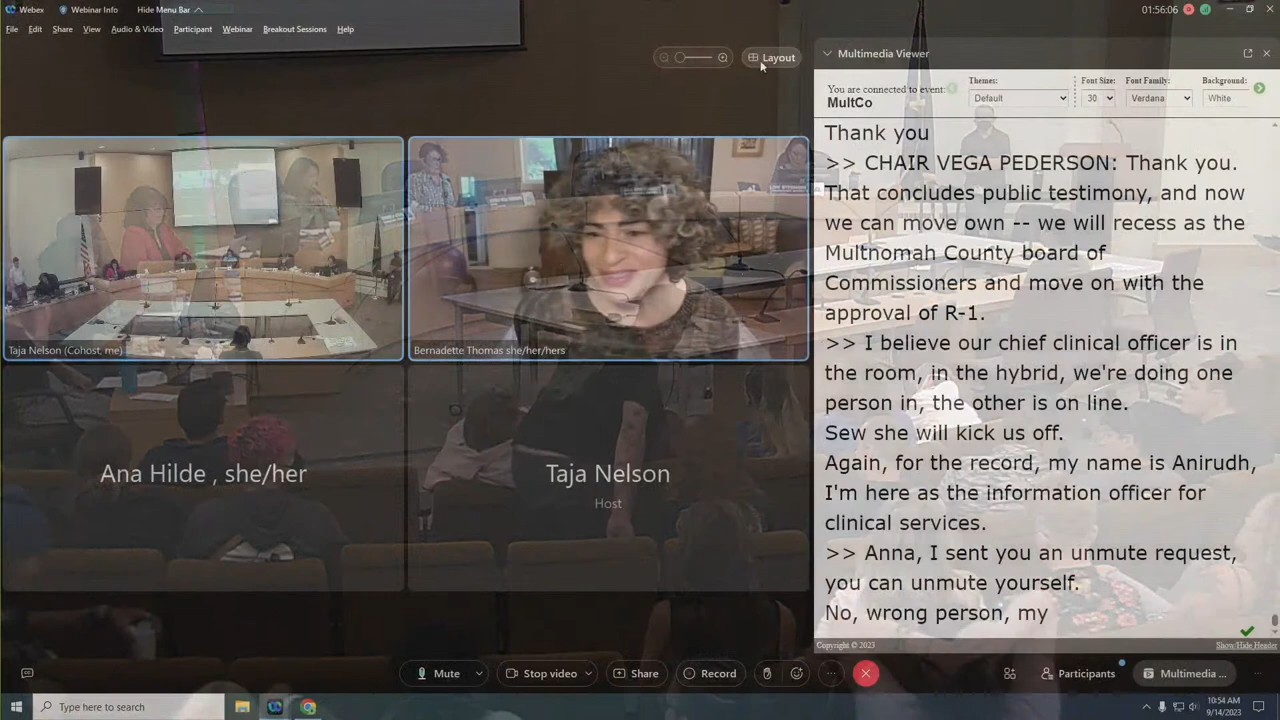 Webex
Webinar Info
Hide Menu Bar
01:56:06
File
Edit
Share
View
Audio & Video
Participant
Webinar
Breakout Sessions
Help
Layout
Multimedia Viewer
You are connected to event:
MultCo
Themes:
Default
Font Size:
30
Font Family:
Verdana
Background:
White
Thank you
>> CHAIR VEGA PEDERSON: Thank you.
That concludes public testimony, and now
we can move own -- we will recess as the
Multnomah County board of
Commissioners and move on with the
approval of R-1.
>> I believe our chief clinical officer is in
the room, in the hybrid, we're doing one
person in, the other is on line.
Sew she will kick us off.
Again, for the record, my name is Anirudh,
I'm here as the information officer for
clinical services.
>> Anna, I sent you an unmute request,
you can unmute yourself.
No, wrong person, my
Copyright © 2023
Show/Hide Header
Taja Nelson (Cohost, me)
Bernadette Thomas she/her/hers
Ana Hilde , she/her
Taja Nelson
Host
Mute
Stop video
Share
Record
Participants
Multimedia ...
Type here to search
10:54 AM
9/14/2023